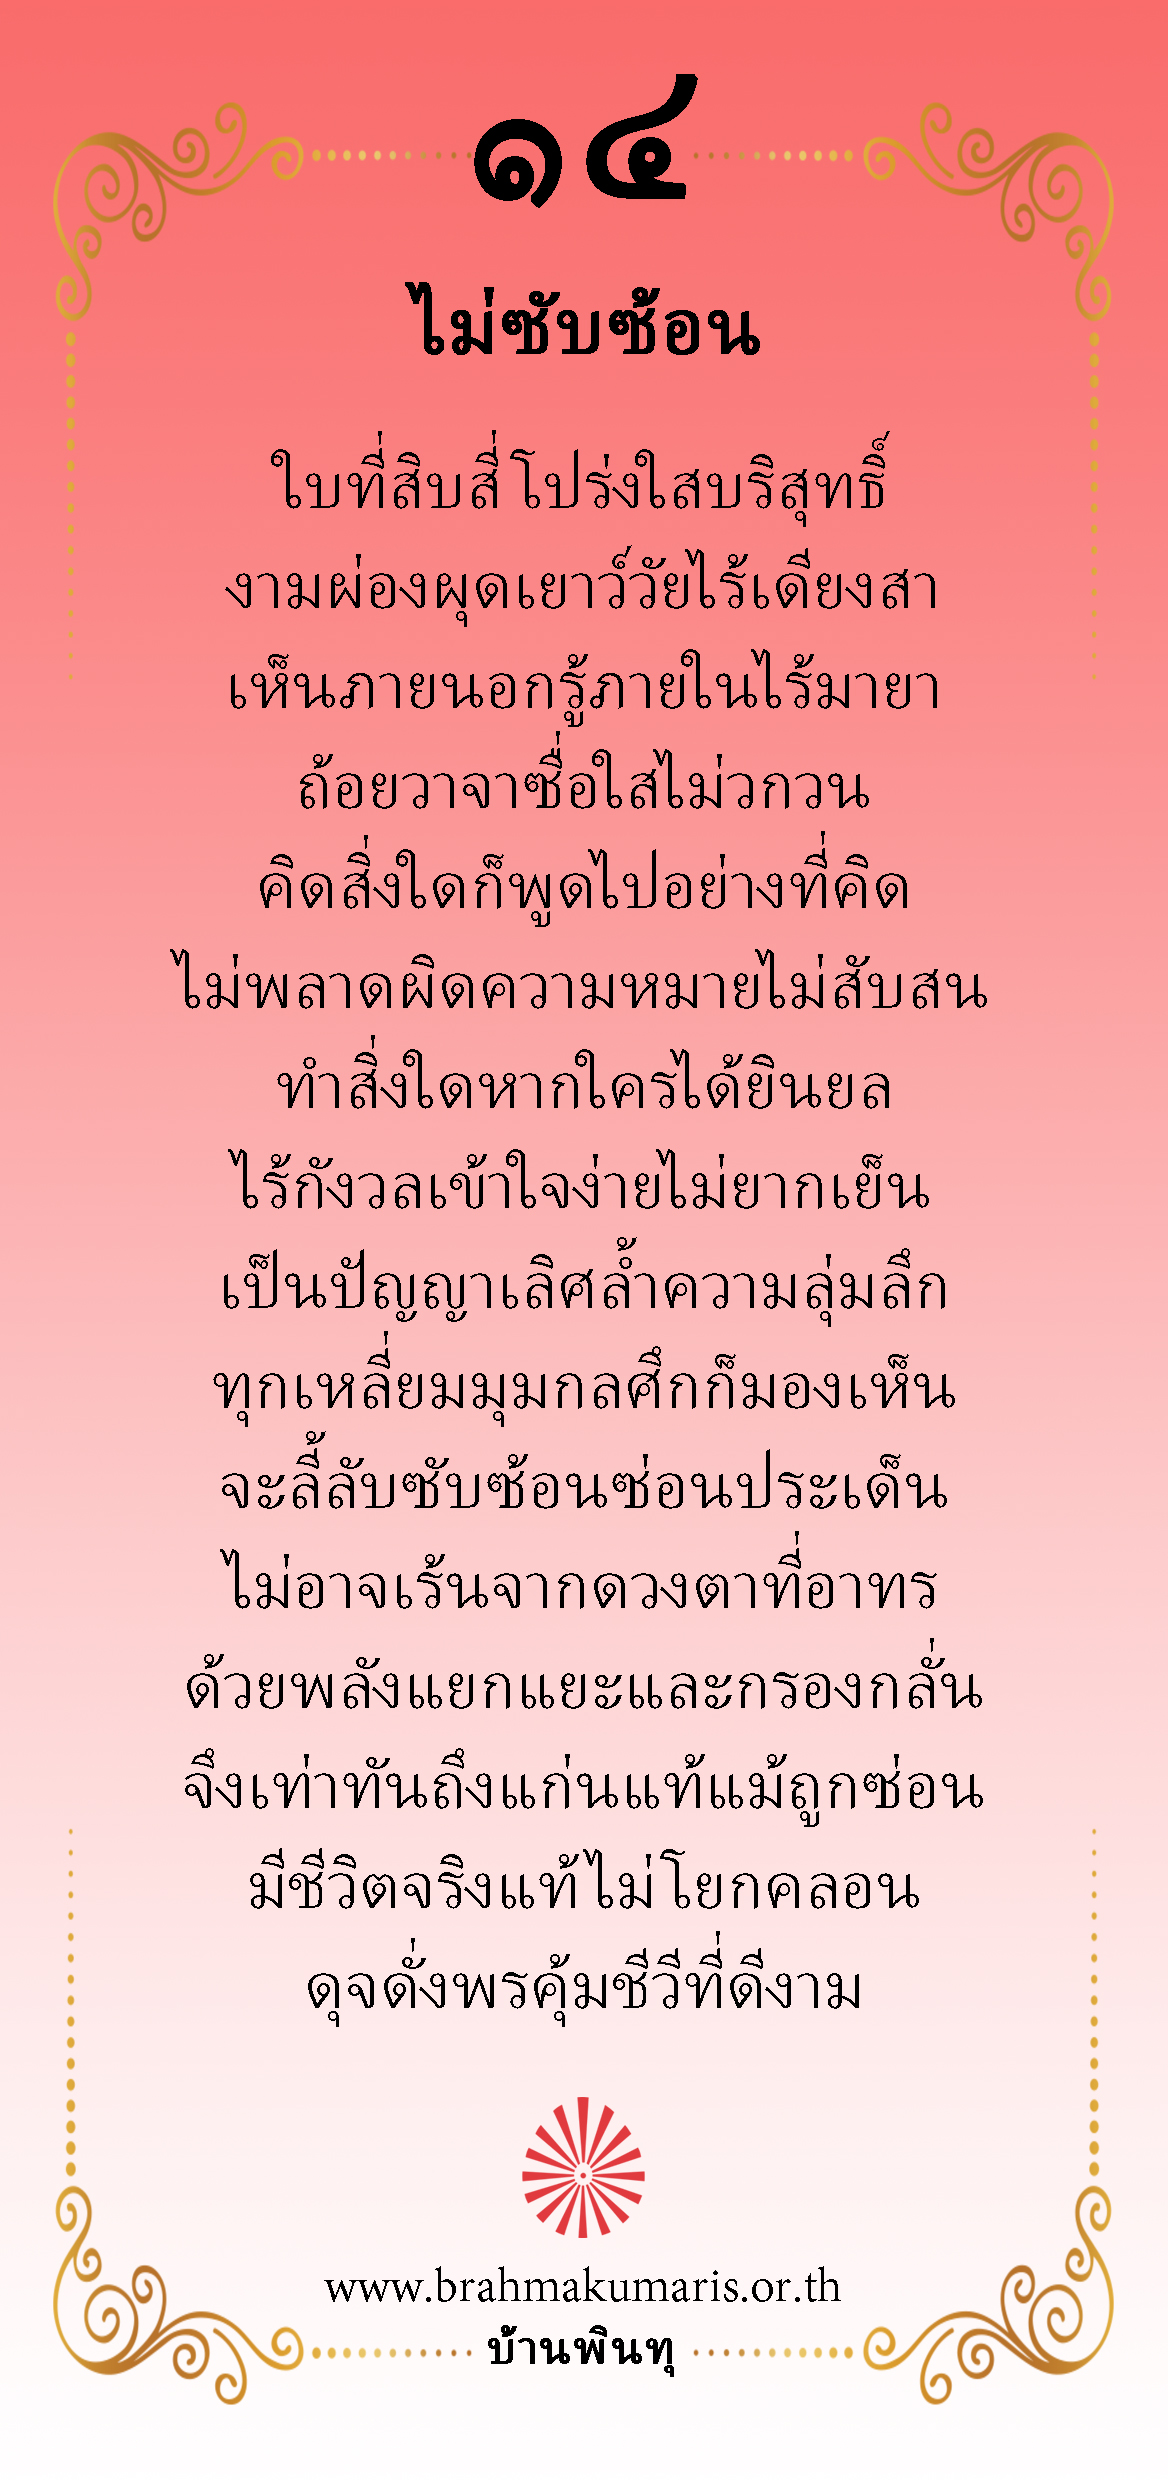 ๑๔
ไม่ซับซ้อน
ใบที่สิบสี่ โปร่งใสบริสุทธิ์
งามผ่องผุดเยาว์วัยไร้เดียงสา
เห็นภายนอกรู้ภายในไร้มายา
ถ้อยวาจาซื่อใสไม่วกวน
คิดสิ่งใดก็พูดไปอย่างที่คิด
ไม่พลาดผิดความหมายไม่สับสน
ทำสิ่งใดหากใครได้ยินยล
ไร้กังวลเข้าใจง่ายไม่ยากเย็น
เป็นปัญญาเลิศล้ำความลุ่มลึก
ทุกเหลี่ยมมุมกลศึกก็มองเห็น
จะลี้ลับซับซ้อนซ่อนประเด็น
ไม่อาจเร้นจากดวงตาที่อาทร
ด้วยพลังแยกแยะและกรองกลั่น
จึงเท่าทันถึงแก่นแท้แม้ถูกซ่อน
มีชีวิตจริงแท้ ไม่โยกคลอน
ดุจดั่งพรคุ้มชีวีที่ดีงาม
www.brahmakumaris.or.th
บ้านพินทุ